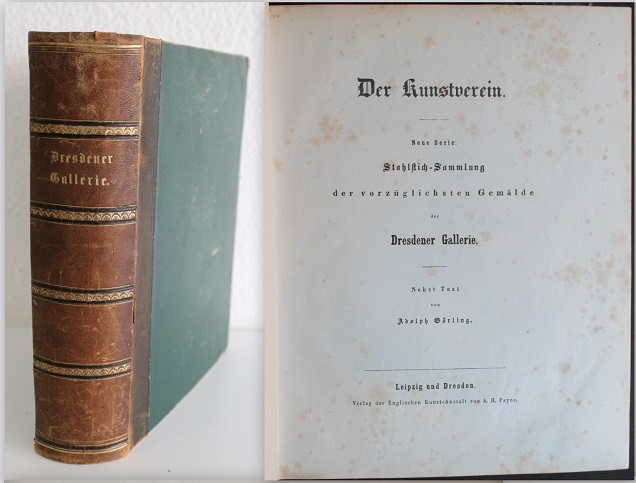 Dresdener
Gallerie.
Der Kunstverein.
Neue Serie:
Stahlstich-Sammlung
der vorzüglichsten Gemälde
der
Dresdener Gallerie.
Nebst Text
von
Adolph Görling.
Leipzig und Dresden.
Verlag der Englischen Kunst-Anstalt von A. H. Payne.